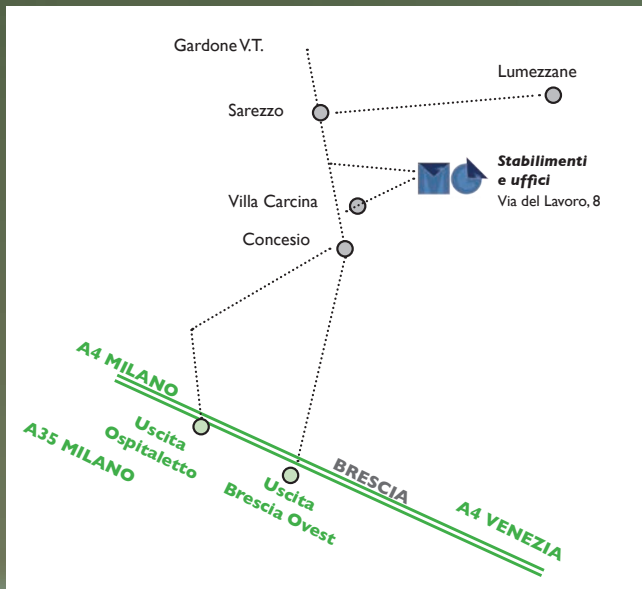 Gardone V.T.
Lumezzane
Sarezzo
MG
Stabilimenti
e uffici
Via del Lavoro, 8
Villa Carcina
Concesio
A4 MILANO
A35 MILANO
Uscita
Ospitaletto
Uscita
Brescia Ovest
BRESCIA
A4 VENEZIA